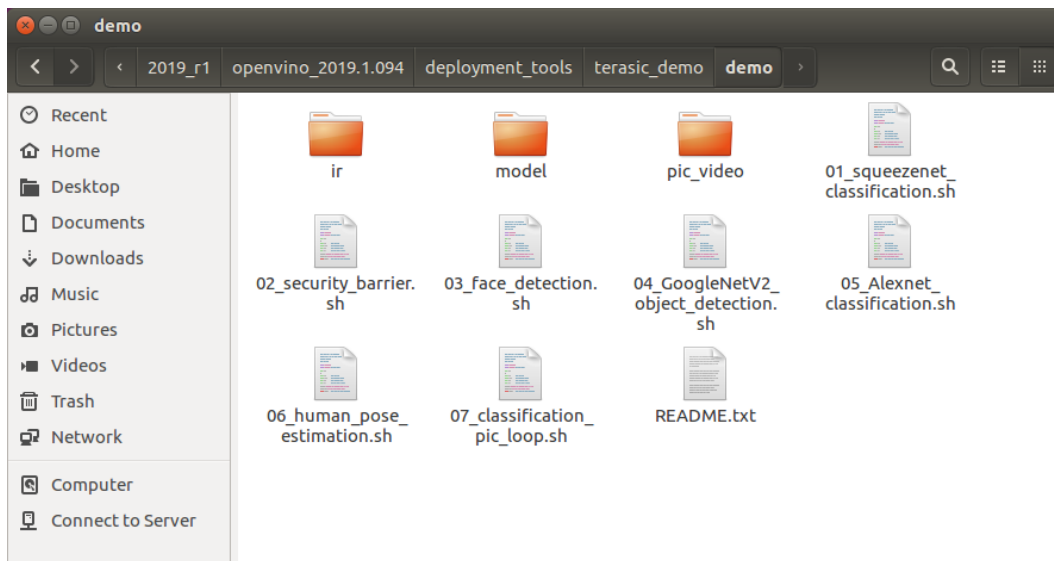 demo
2019_r1 openvino_2019.1.094 deployment_tools terasic_demo demo
Recent
Home
Desktop
Documents
Downloads
Music
Pictures
Videos
Trash
Network
Computer
Connect to Server
ir
model
pic_video
01_squeezenet_
classification.sh
02_security_barrier.
sh
03_face_detection.
sh
04_GoogleNetV2_
object_detection.
sh
05_Alexnet_
classification.sh
06_human_pose_
estimation.sh
07_classification_
pic_loop.sh
README.txt